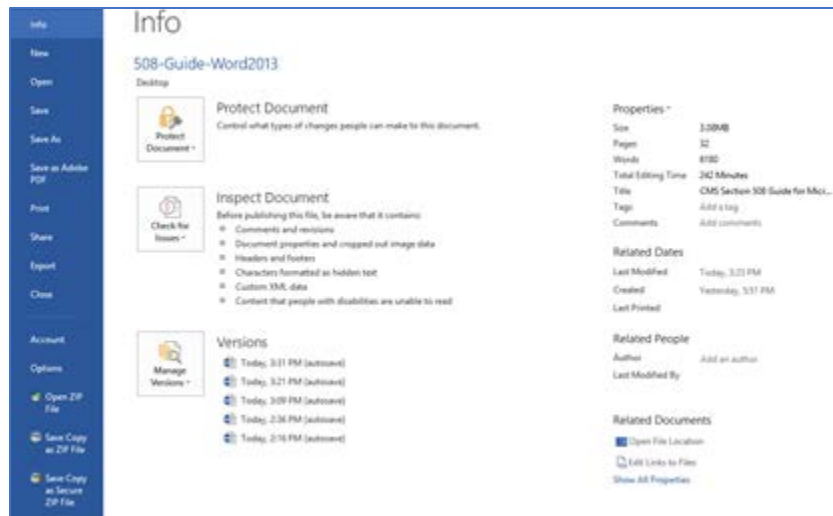 Info
New
Open
Save
Save As
Save as Adobe
PDF
Print
Share
Export
Close
Account
Options
Open ZIP
File
Save Copy
as ZIP File
Save Copy
as Secure
ZIP File
Info
508-Guide-Word2013
Desktop
Protect
Document
Protect Document
Control what types of changes people can make to this document.
Check for
Issues
Inspect Document
Before publishing this file, be aware that it contains:
Comments and revisions
Document properties and cropped out image data
Headers and footers
Characters formatted as hidden text
Custom XML data
Content that people with disabilities are unable to read
Manage
Versions
Versions
Today, 3:31 PM (autosave)
Today, 3:21 PM (autosave)
Today, 3:09 PM (autosave)
Today, 2:36 PM (autosave)
Today, 2:16 PM (autosave)
Properties
Size 3.08MB
Pages 32
Words 8180
Total Editing Time 242 Minutes
Title CMS Section 508 Guide for Micr...
Tags Add a tag
Comments Add comments
Related Dates
Last Modified Today, 3:23 PM
Created Yesterday, 5:51 PM
Last Printed
Related People
Author Add an author
Last Modified By
Related Documents
Open File Location
Edit Links to Files
Show All Properties